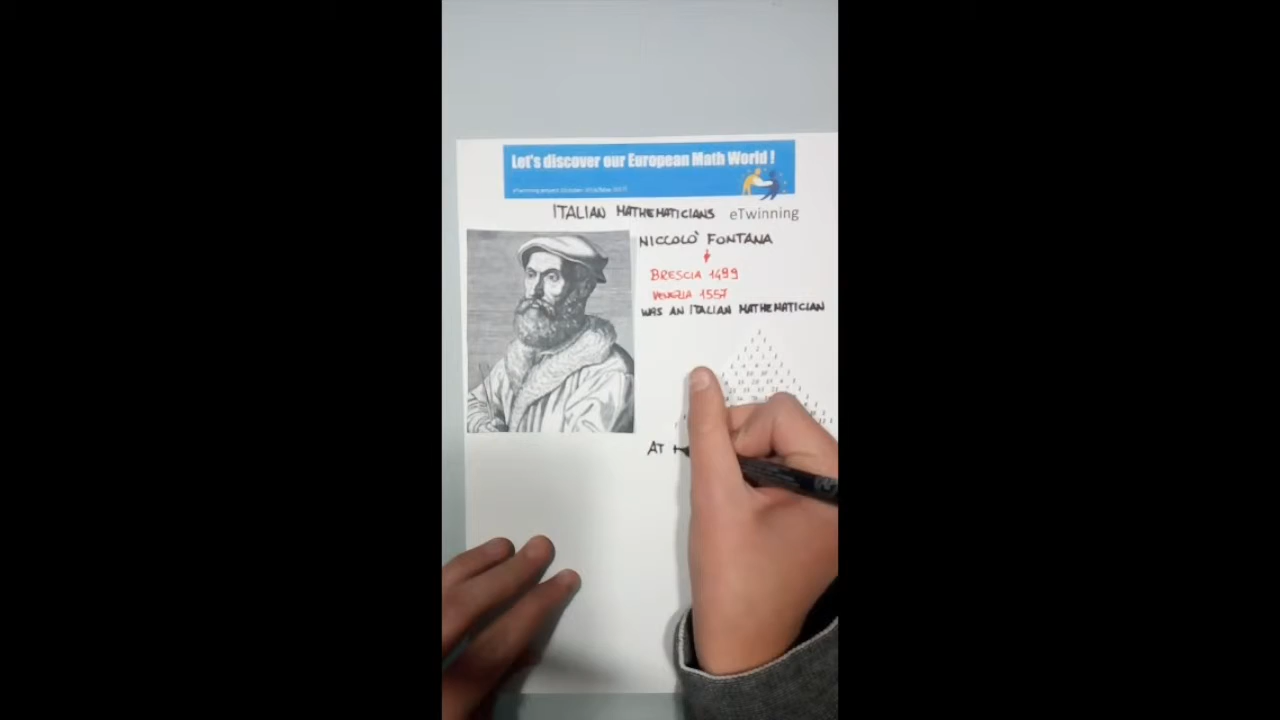 Let's discover our European Math World !
ITALIAN MATHEMATICIANS eTwinning
NICCOLO' FONTANA
BRESCIA 1499
VENEZIA 1557
WAS AN ITALIAN MATHEMATICIAN
AT